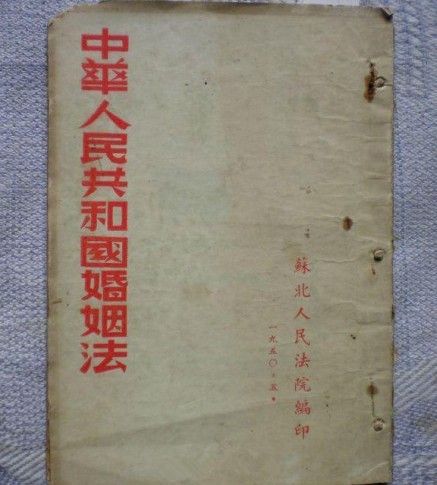 中華人民共和國婚姻法
蘇北人民法院編印
一九五〇·五·